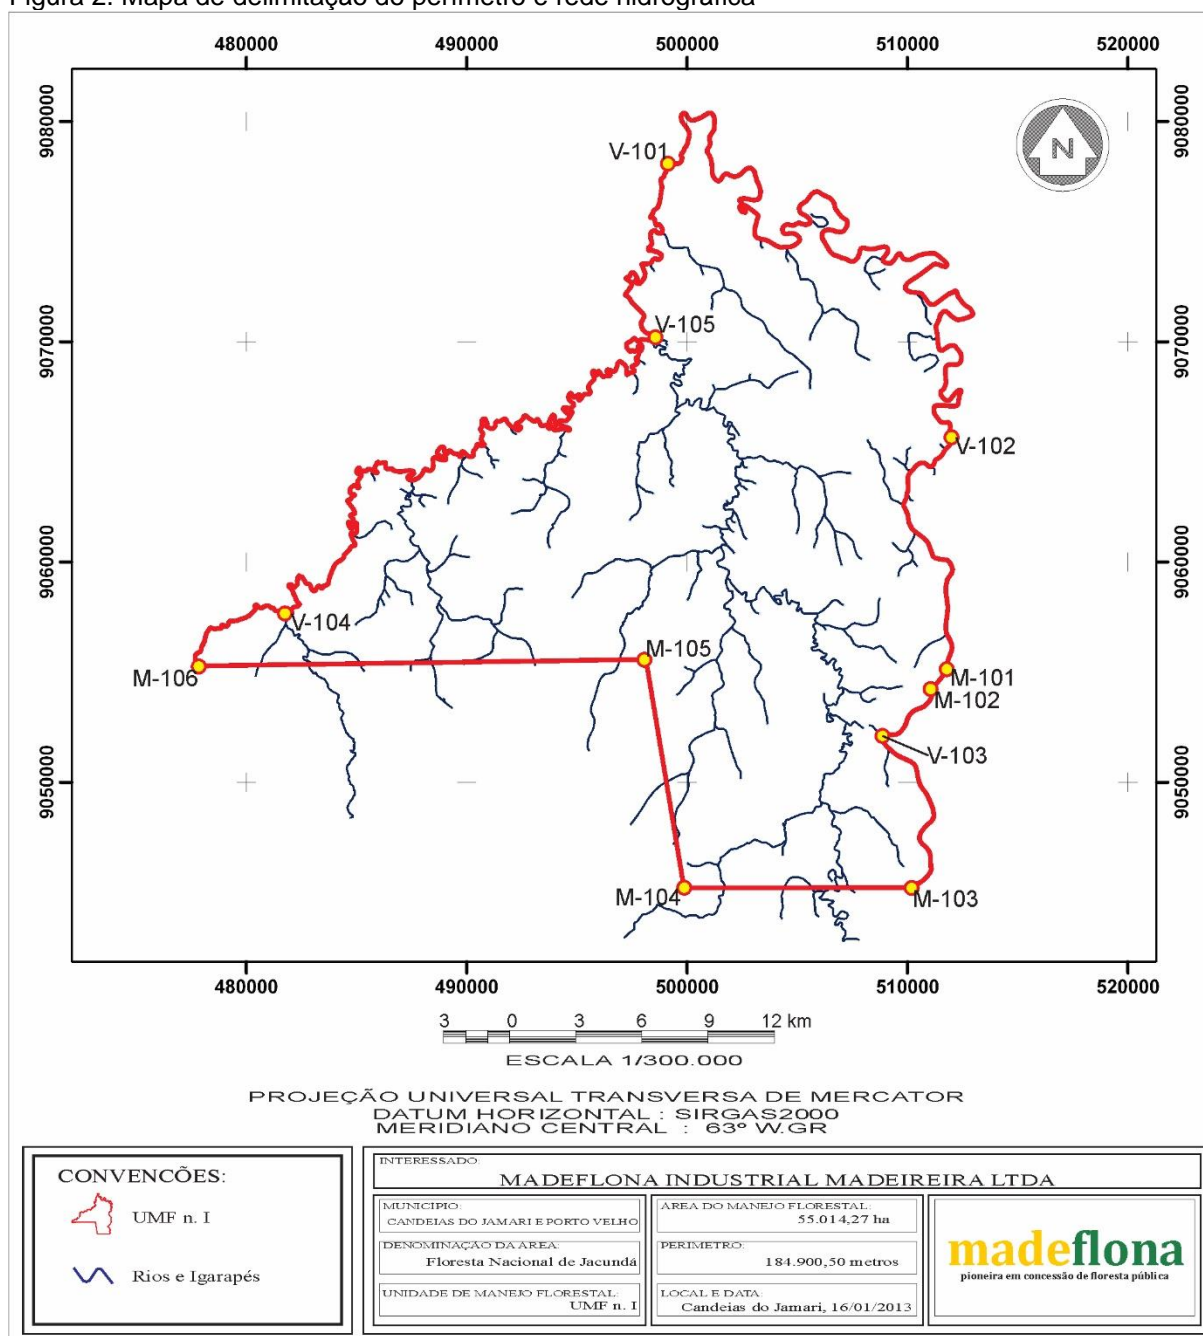 Figura 2. Mapa de delimitação do perímetro e rede hidrográfica
480000 490000 500000 510000 520000
9080000 9080000
V-101
N
V-105
9070000 9070000
V-102
9060000 9060000
V-104
M-106
M-105
M-101
M-102
V-103
9050000 9050000
M-104
M-103
480000 490000 500000 510000 520000
3 0 3 6 9 12 km
ESCALA 1/300.000
PROJEÇÃO UNIVERSAL TRANSVERSA DE MERCATOR
DATUM HORIZONTAL : SIRGAS2000
MERIDIANO CENTRAL : 63º W.GR
CONVENCÕES:
UMF n. I
Rios e Igarapés
INTERESSADO:
MADEFLONA INDUSTRIAL MADEIREIRA LTDA
MUNICIPIO:
CANDEIAS DO JAMARI E PORTO VELHO
AREA DO MANEJO FLORESTAL:
55.014,27 ha
DENOMINAÇÃO DA AREA:
Floresta Nacional de Jacundá
PERIMETRO:
184.900,50 metros
UNIDADE DE MANEJO FLORESTAL:
UMF n. I
LOCAL E DATA:
Candeias do Jamari, 16/01/2013
madeflona
pioneira em concessão de floresta pública